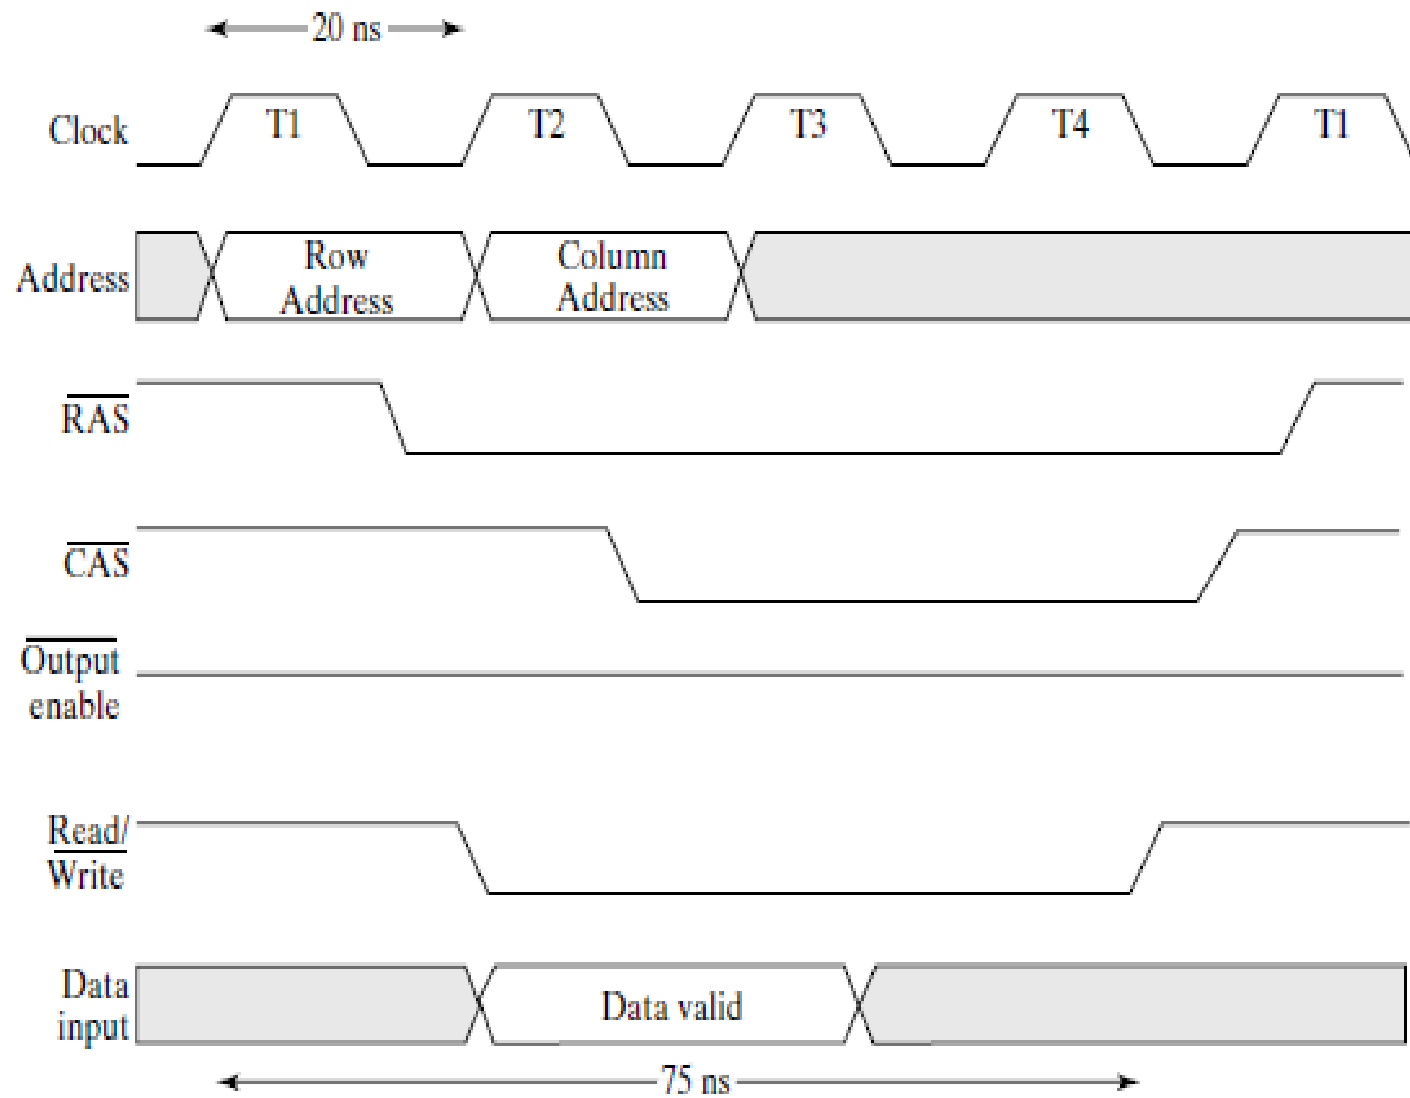 20 ns
Clock
T1
T2
T3
T4
T1
Address
Row
Address
Column
Address
RAS
CAS
Output
enable
Read/
Write
Data
input
Data valid
75 ns